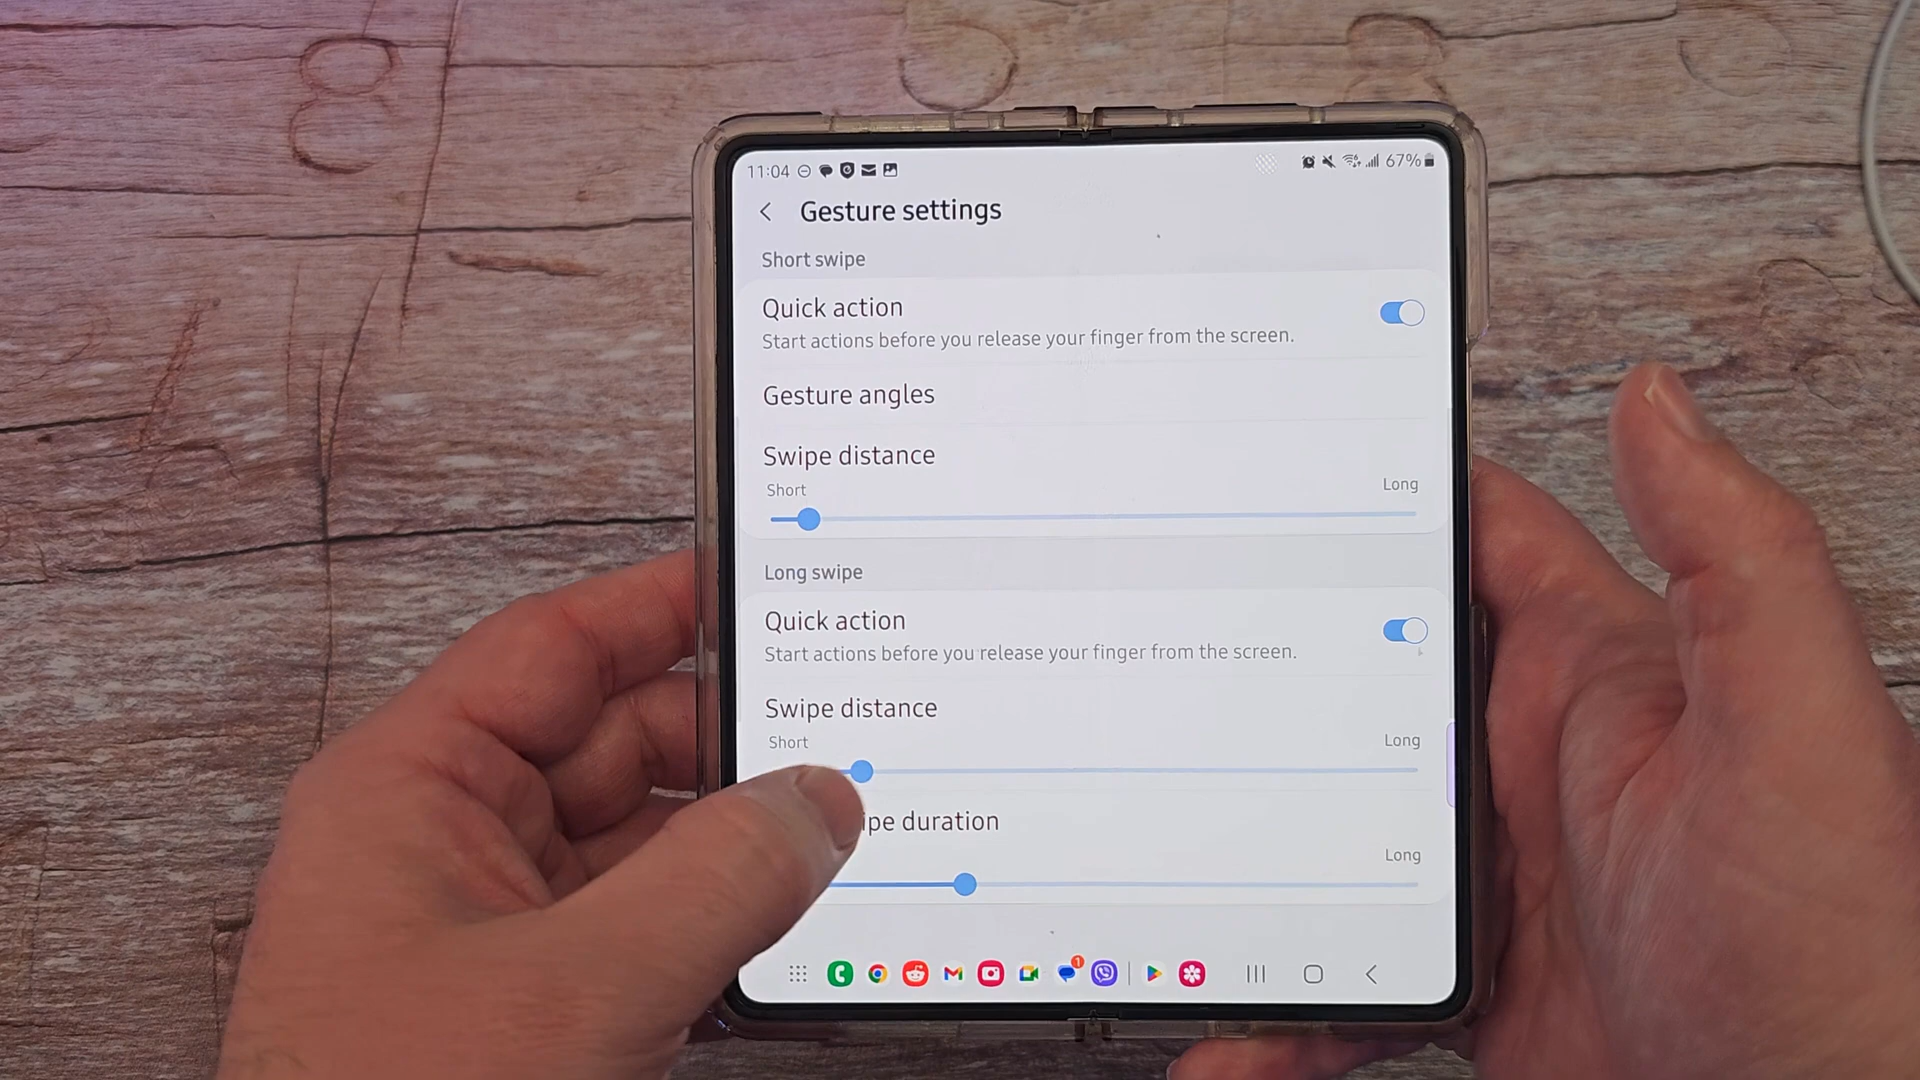 11:04
67%
Gesture settings
Short swipe
Quick action
Start actions before you release your finger from the screen.
Gesture angles
Swipe distance
Short Long
Long swipe
Quick action
Start actions before you release your finger from the screen.
Swipe distance
Short Long
ipe duration
Long
1